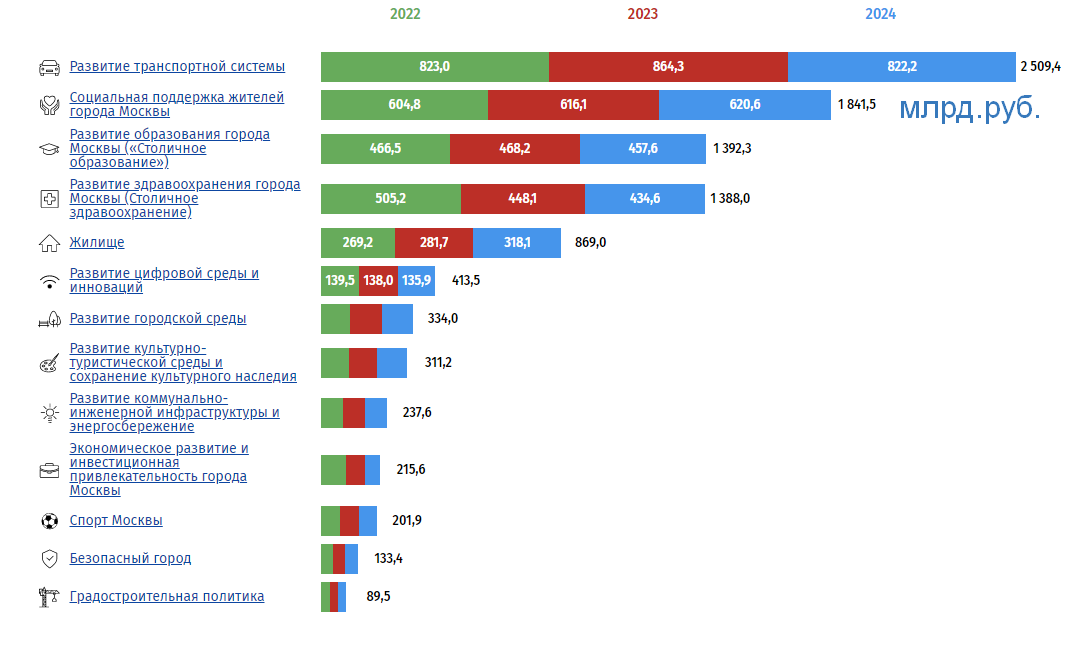 2022 2023 2024
Развитие транспортной системы 823,0 864,3 822,2 2 509,4
Социальная поддержка жителей
города Москвы 604,8 616,1 620,6 1 841,5
млрд.руб.
Развитие образования города
Москвы («Столичное
образование») 466,5 468,2 457,6 1 392,3
Развитие здравоохранения города
Москвы (Столичное
здравоохранение) 505,2 448,1 434,6 1 388,0
Жилище 269,2 281,7 318,1 869,0
Развитие цифровой среды и
инноваций 139,5 138,0 135,9 413,5
Развитие городской среды 334,0
Развитие культурно-
туристической среды и
сохранение культурного наследия 311,2
Развитие коммунально-
инженерной инфраструктуры и
энергосбережение 237,6
Экономическое развитие и
инвестиционная
привлекательность города
Москвы 215,6
Спорт Москвы 201,9
Безопасный город 133,4
Градостроительная политика 89,5